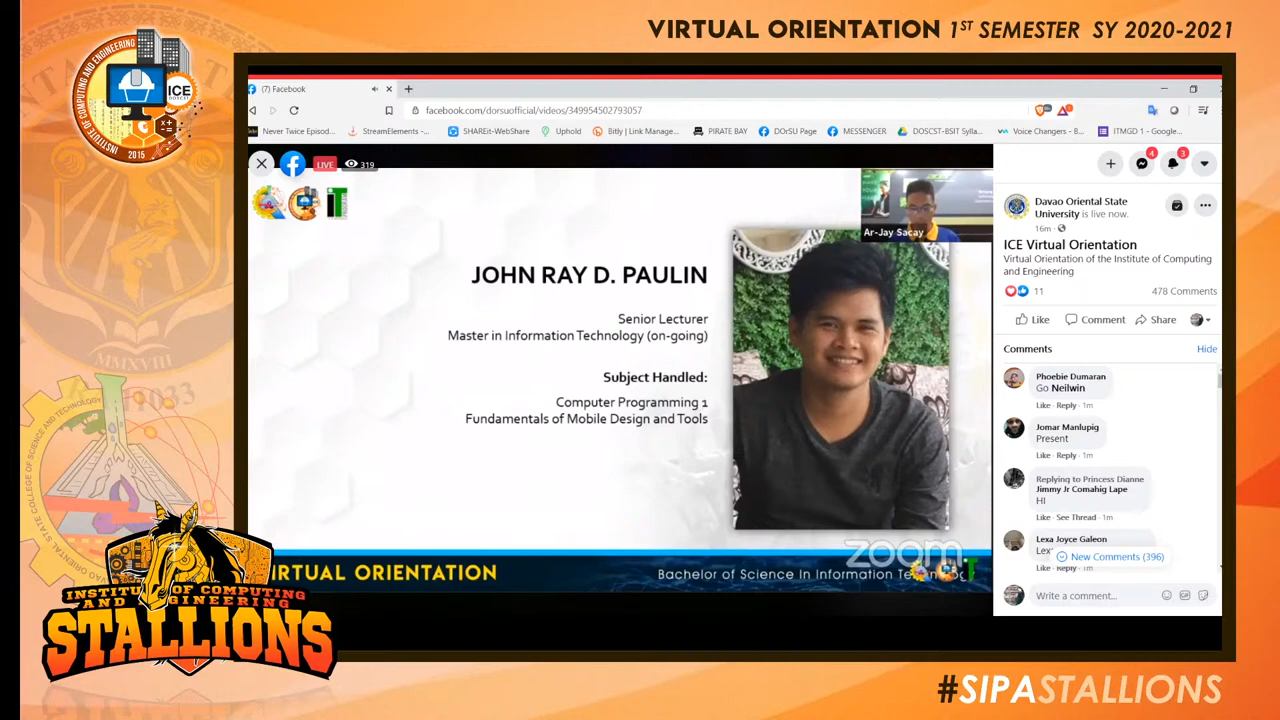 VIRTUAL ORIENTATION 1ST SEMESTER SY 2020-2021
INSTITUTE OF COMPUTING AND ENGINEERING
ICE
DOSCST
2015
(7) Facebook
facebook.com/dorsuofficial/videos/349954502793057
Never Twice Episod...
StreamElements -...
SHAREit-WebShare
Uphold
Bitly | Link Manage...
PIRATE BAY
DOrSU Page
MESSENGER
DOSCST-BSIT Sylla...
Voice Changers - B...
iTMGD 1 - Google...
LIVE
319
4
3
Ar-Jay Sacay
JOHN RAY D. PAULIN
Senior Lecturer
Master in Information Technology (on-going)
Subject Handled:
Computer Programming 1
Fundamentals of Mobile Design and Tools
zoom
VIRTUAL ORIENTATION
Bachelor of Science In Information
Davao Oriental State
University is live now.
16m
ICE Virtual Orientation
Virtual Orientation of the Institute of Computing
and Engineering
11
478 Comments
Like
Comment
Share
Comments
Hide
Phoebie Dumaran
Go Neilwin
Like · Reply · 1m
Jomar Manlupig
Present
Like · Reply · 1m
Replying to Princess Dianne
Jimmy Jr Comahig Lape
HI
Like · See Thread · 1m
Lexa Joyce Galeon
New Comments (396)
Like · Reply · 1m
Write a comment...
MMXVIII
INSTITUTE OF COMPUTING
AND ENGINEERING
STALLIONS
#SIPASTALLIONS